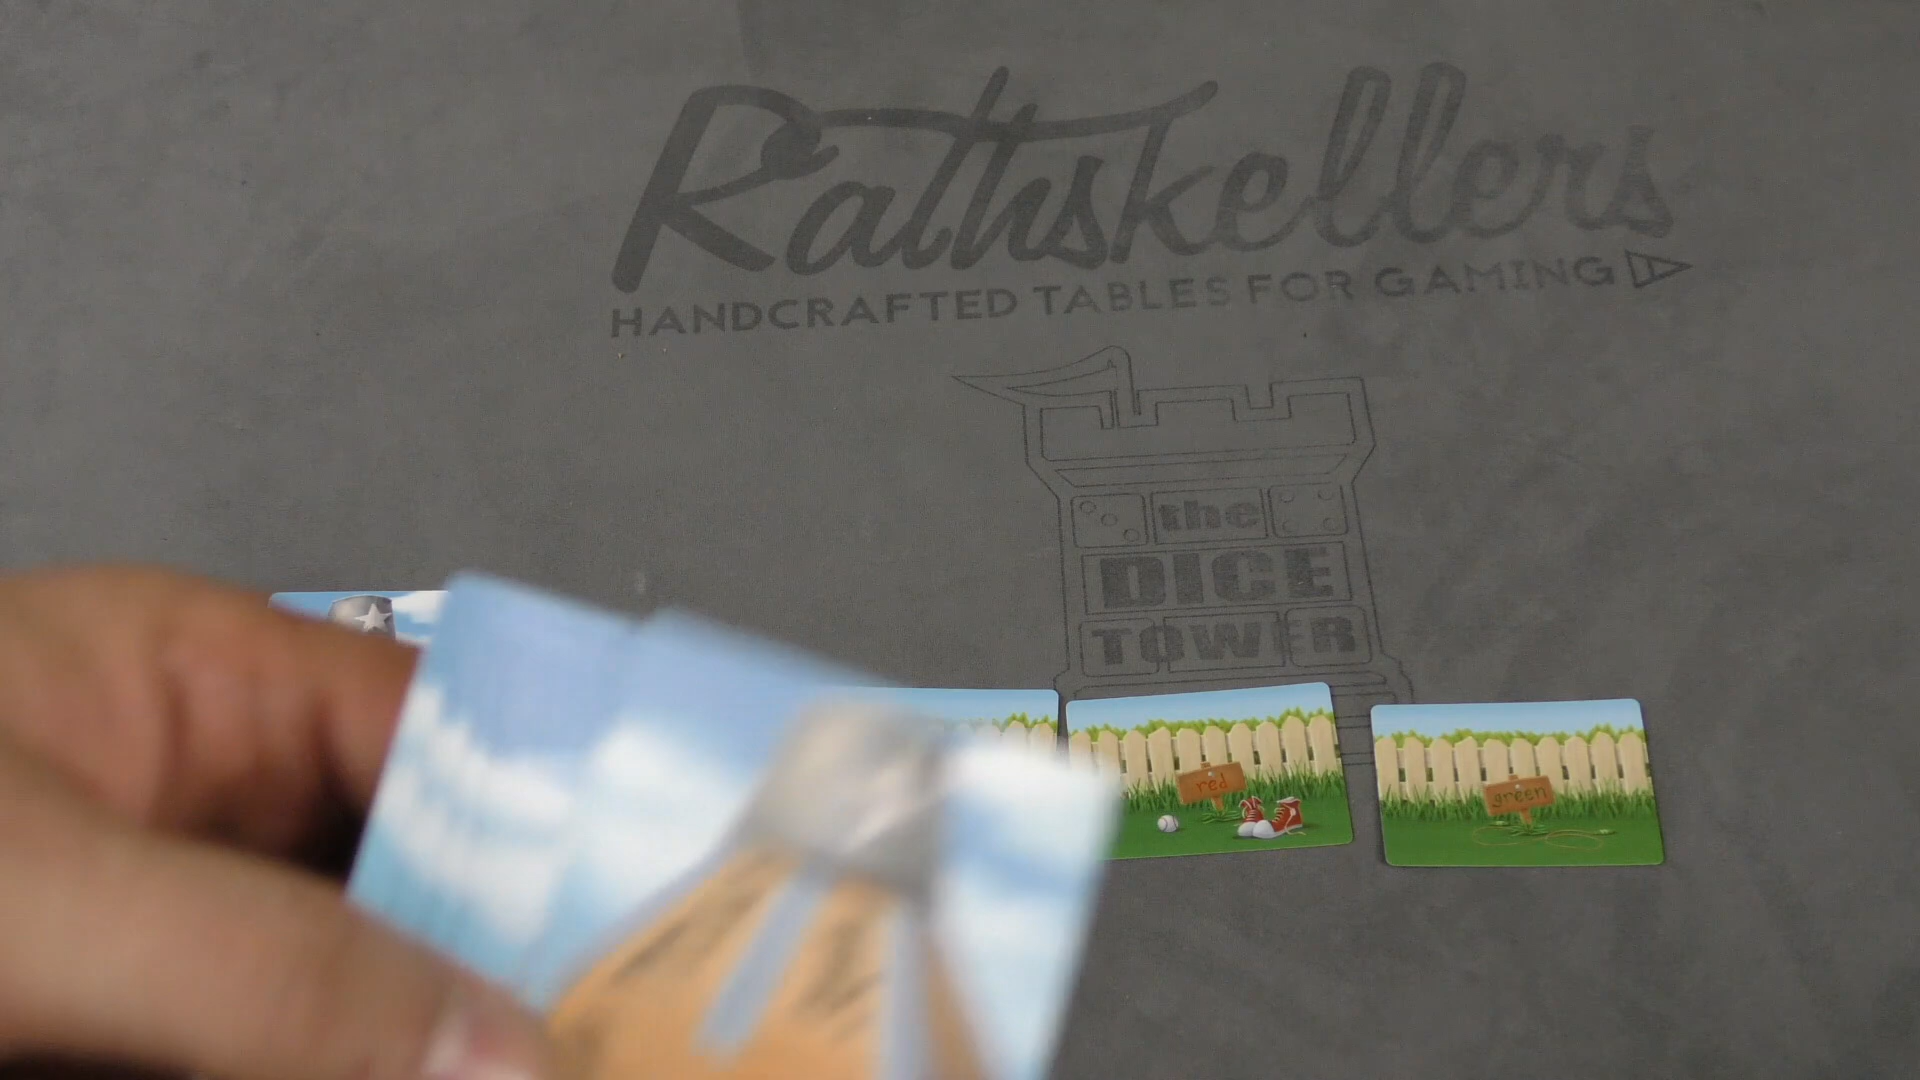 Rathskellers
HANDCRAFTED TABLES FOR GAMING
the
DICE
TOWER
red
green